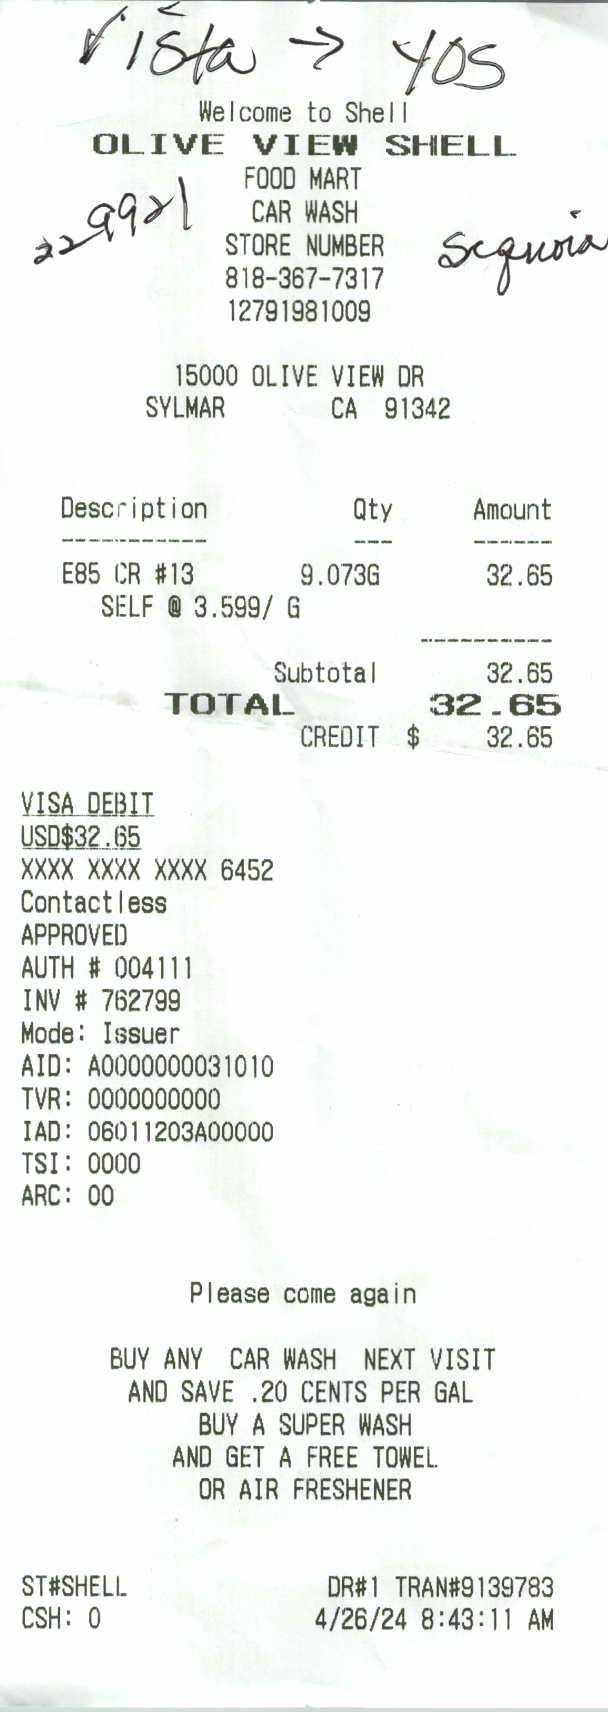 Vista → YOS
Welcome to Shell
OLIVE VIEW SHELL
FOOD MART
229921
CAR WASH
STORE NUMBER
Sequoia
818-367-7317
12791981009
15000 OLIVE VIEW DR
SYLMAR CA 91342
Description Qty Amount
----------- --- ------
E85 CR #13 9.073G 32.65
SELF @ 3.599/ G
----------
Subtotal 32.65
TOTAL 32.65
CREDIT $ 32.65
VISA DEBIT
USD$32.65
XXXX XXXX XXXX 6452
Contactless
APPROVED
AUTH # 004111
INV # 762799
Mode: Issuer
AID: A0000000031010
TVR: 0000000000
IAD: 06011203A00000
TSI: 0000
ARC: 00
Please come again
BUY ANY CAR WASH NEXT VISIT
AND SAVE .20 CENTS PER GAL
BUY A SUPER WASH
AND GET A FREE TOWEL
OR AIR FRESHENER
ST#SHELL DR#1 TRAN#9139783
CSH: 0 4/26/24 8:43:11 AM